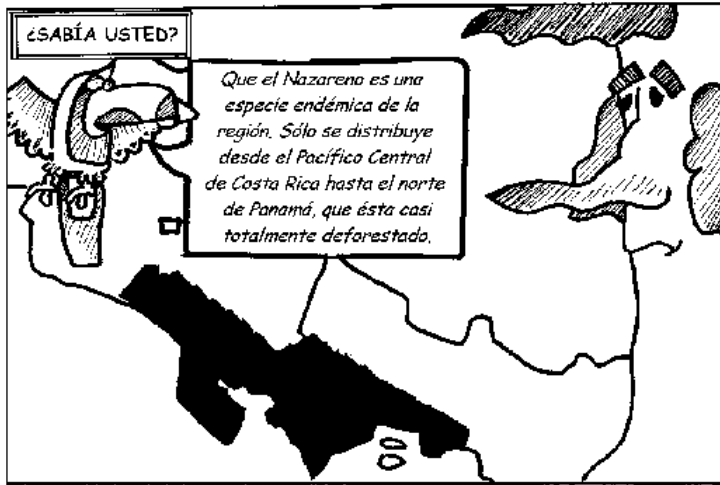 ¿SABÍA USTED?
Que el Nazareno es una
especie endémica de la
región. Sólo se distribuye
desde el Pacífico Central
de Costa Rica hasta el norte
de Panamá, que ésta casi
totalmente deforestado.